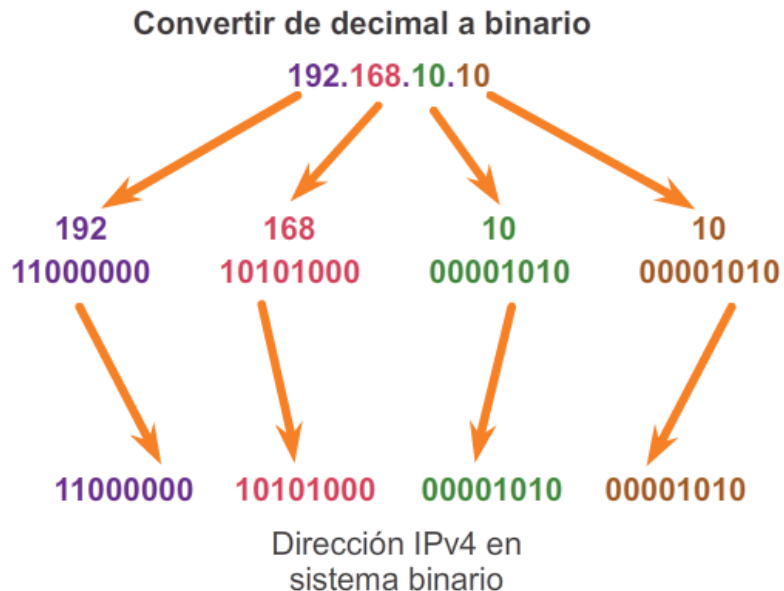 Convertir de decimal a binario
192.168.10.10
192 168 10 10
11000000 10101000 00001010 00001010
11000000 10101000 00001010 00001010
Dirección IPv4 en
sistema binario